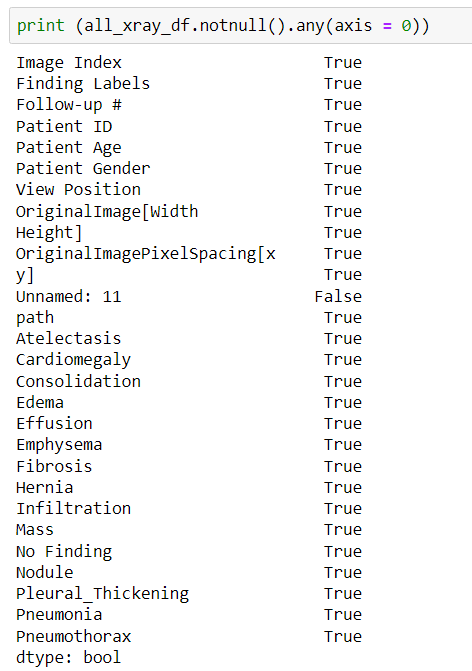 print (all_xray_df.notnull().any(axis = 0))
Image Index True
Finding Labels True
Follow-up # True
Patient ID True
Patient Age True
Patient Gender True
View Position True
OriginalImage[Width True
Height] True
OriginalImagePixelSpacing[x True
y] True
Unnamed: 11 False
path True
Atelectasis True
Cardiomegaly True
Consolidation True
Edema True
Effusion True
Emphysema True
Fibrosis True
Hernia True
Infiltration True
Mass True
No Finding True
Nodule True
Pleural_Thickening True
Pneumonia True
Pneumothorax True
dtype: bool